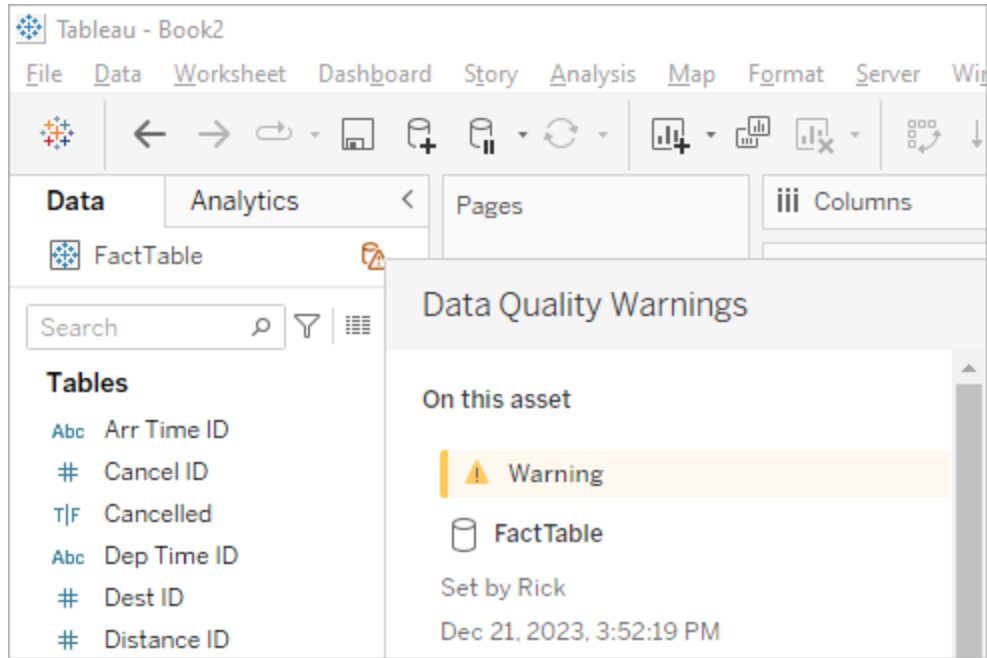 Tableau - Book2
File Data Worksheet Dashboard Story Analysis Map Format Server
Data Analytics
Pages
Columns
FactTable
Data Quality Warnings
Search
On this asset
Tables
Warning
Abc Arr Time ID
# Cancel ID
T|F Cancelled
Abc Dep Time ID
# Dest ID
# Distance ID
FactTable
Set by Rick
Dec 21, 2023, 3:52:19 PM